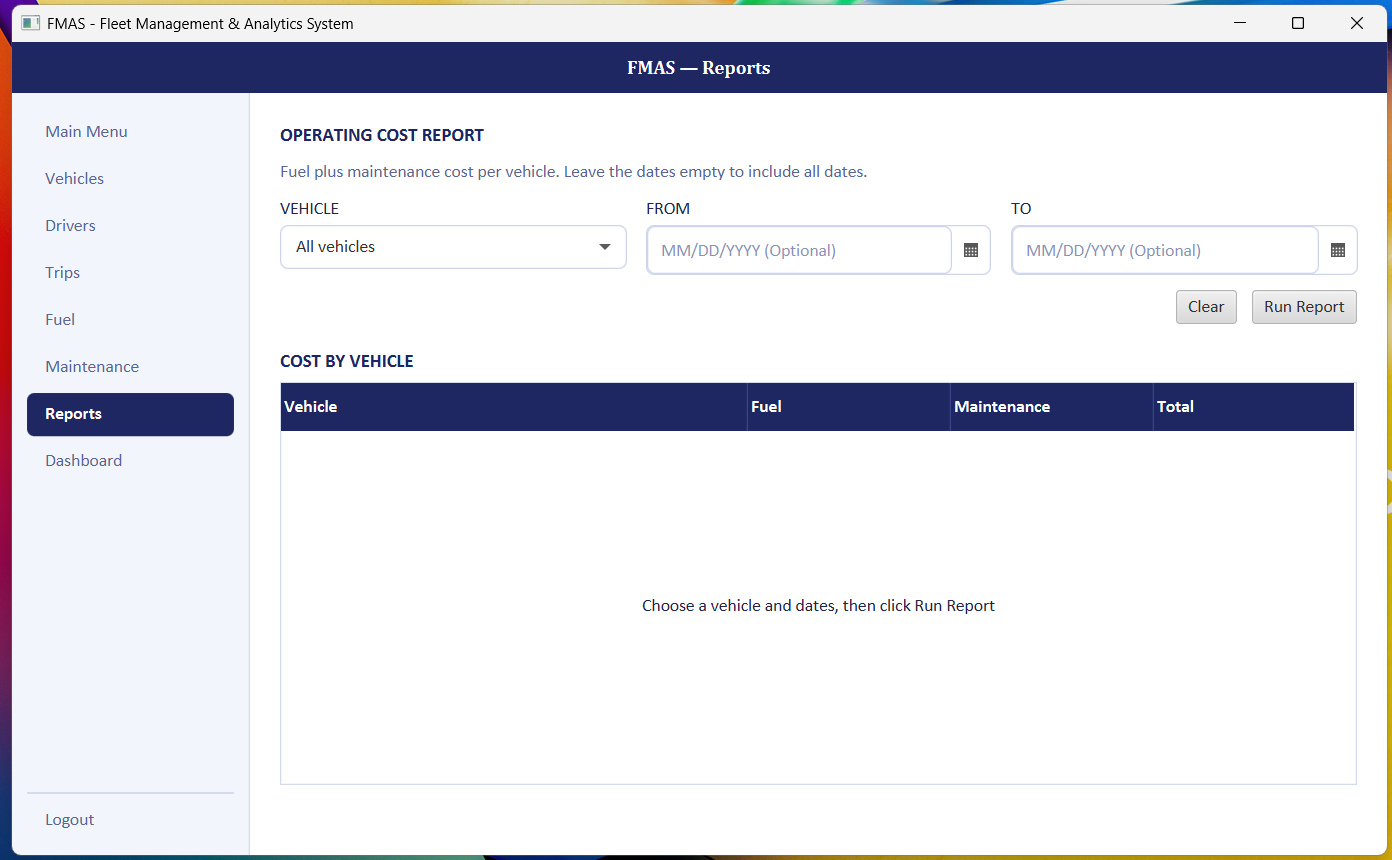 FMAS - Fleet Management & Analytics System
FMAS — Reports
Main Menu
Vehicles
Drivers
Trips
Fuel
Maintenance
Reports
Dashboard
Logout
OPERATING COST REPORT
Fuel plus maintenance cost per vehicle. Leave the dates empty to include all dates.
VEHICLE FROM TO
All vehicles MM/DD/YYYY (Optional) MM/DD/YYYY (Optional)
Clear Run Report
COST BY VEHICLE
Vehicle Fuel Maintenance Total
Choose a vehicle and dates, then click Run Report